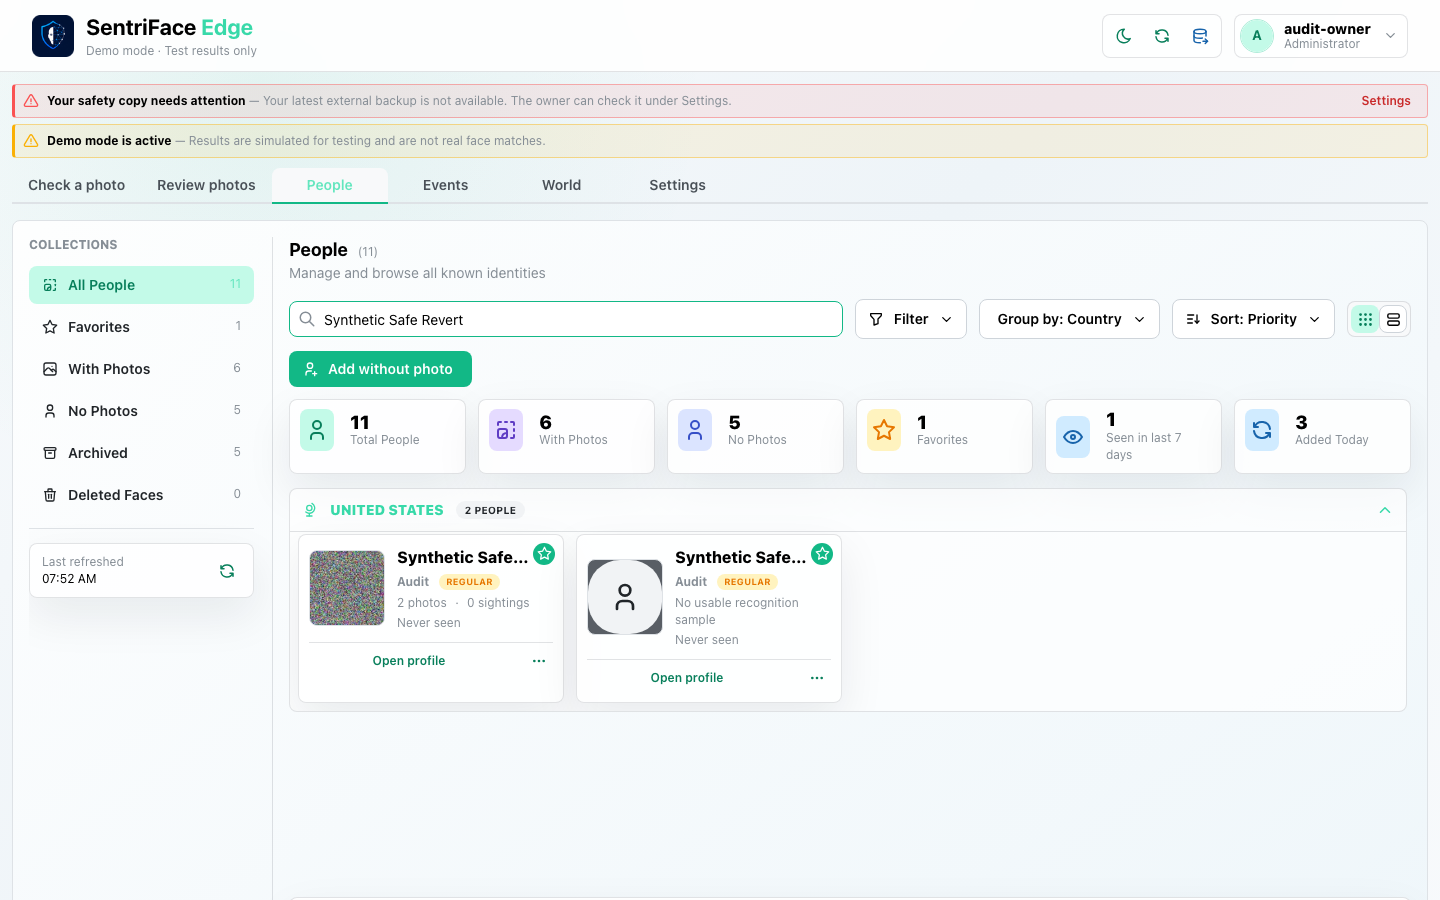 SentriFace Edge
Demo mode · Test results only
A
audit-owner
Administrator
Your safety copy needs attention — Your latest external backup is not available. The owner can check it under Settings.
Settings
Demo mode is active — Results are simulated for testing and are not real face matches.
Check a photo
Review photos
People
Events
World
Settings
COLLECTIONS
All People 11
Favorites 1
With Photos 6
No Photos 5
Archived 5
Deleted Faces 0
Last refreshed
07:52 AM
People (11)
Manage and browse all known identities
Synthetic Safe Revert
Filter
Group by: Country
Sort: Priority
Add without photo
11
Total People
6
With Photos
5
No Photos
1
Favorites
1
Seen in last 7
days
3
Added Today
UNITED STATES 2 PEOPLE
Synthetic Safe...
Audit REGULAR
2 photos · 0 sightings
Never seen
Open profile
Synthetic Safe...
Audit REGULAR
No usable recognition
sample
Never seen
Open profile